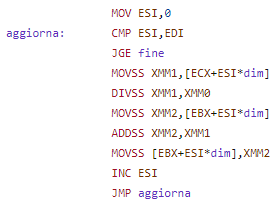 MOV ESI,0
aggiorna: CMP ESI,EDI
JGE fine
MOVSS XMM1,[ECX+ESI*dim]
DIVSS XMM1,XMM0
MOVSS XMM2,[EBX+ESI*dim]
ADDSS XMM2,XMM1
MOVSS [EBX+ESI*dim],XMM2
INC ESI
JMP aggiorna